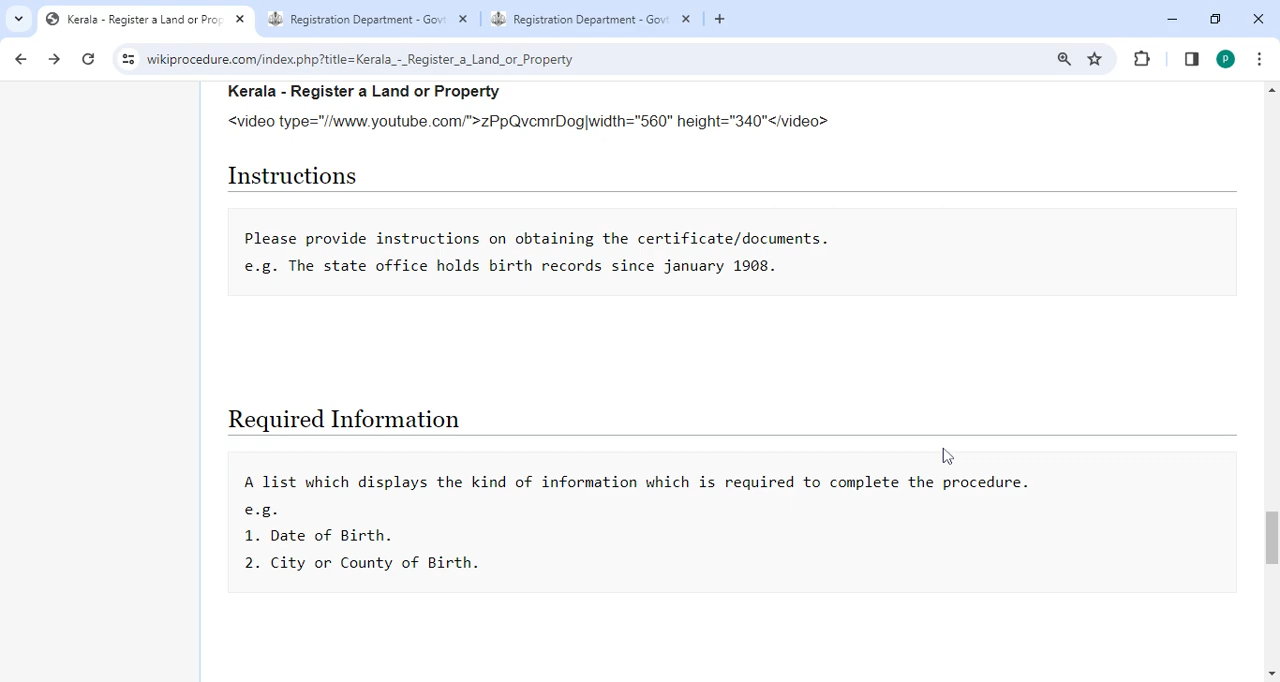 Kerala - Register a Land or Prop
Registration Department - Govt
Registration Department - Govt
wikiprocedure.com/index.php?title=Kerala_-_Register_a_Land_or_Property
P
Kerala - Register a Land or Property
<video type="//www.youtube.com/">zPpQvcmrDog|width="560" height="340"</video>
Instructions
Please provide instructions on obtaining the certificate/documents.
e.g. The state office holds birth records since january 1908.
Required Information
A list which displays the kind of information which is required to complete the procedure.
e.g.
1. Date of Birth.
2. City or County of Birth.